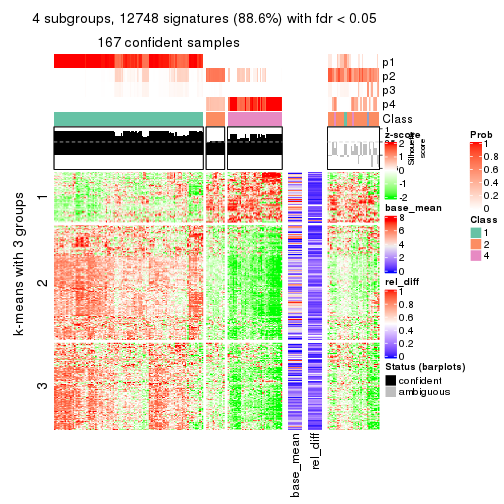 4 subgroups, 12748 signatures (88.6%) with fdr < 0.05
167 confident samples
p1
p2
p3
p4
Class
1
0
Silhouette
score
k-means with 3 groups
1
2
3
base_mean
rel_diff
z-score
2
1
0
-1
-2
base_mean
8
6
4
2
0
rel_diff
1
0.8
0.6
0.4
0.2
0
Status (barplots)
confident
ambiguous
Prob
1
0.8
0.6
0.4
0.2
0
Class
1
2
4